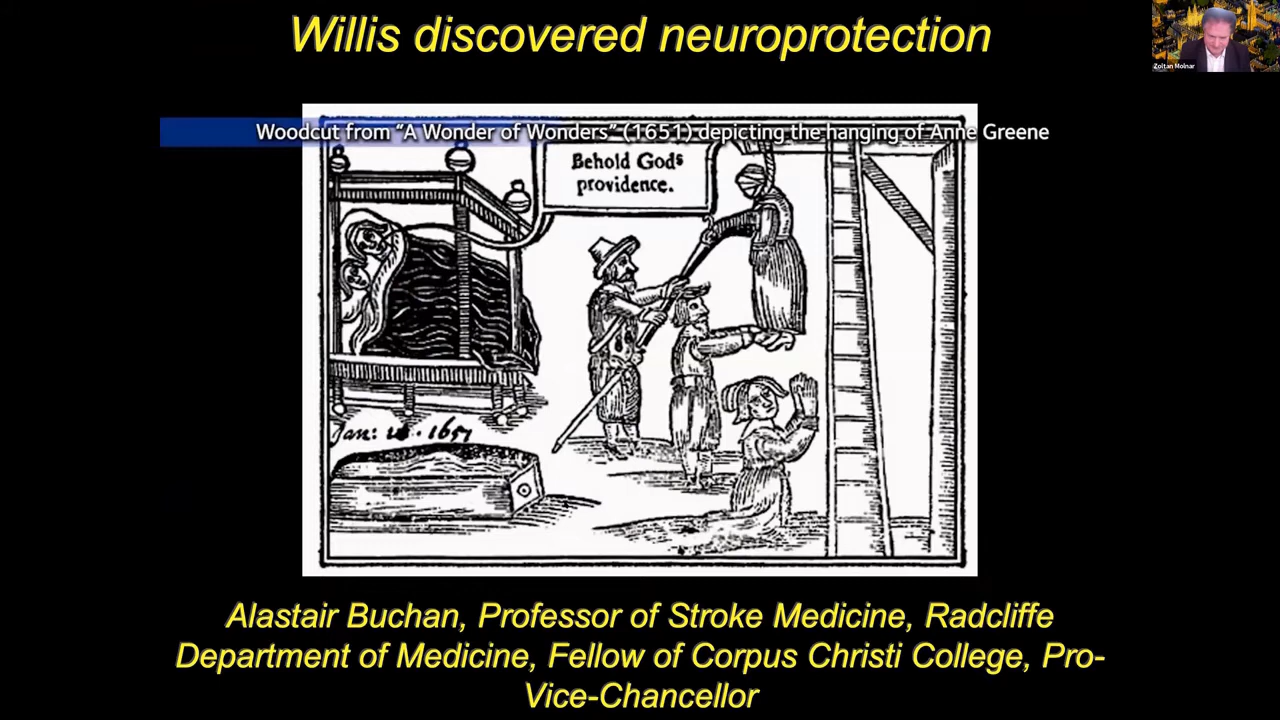 Willis discovered neuroprotection
Zoltan Molnar
Woodcut from “A Wonder of Wonders” (1651) depicting the hanging of Anne Greene
Behold Gods
providence.
Jan: . 1651
Alastair Buchan, Professor of Stroke Medicine, Radcliffe
Department of Medicine, Fellow of Corpus Christi College, Pro-
Vice-Chancellor